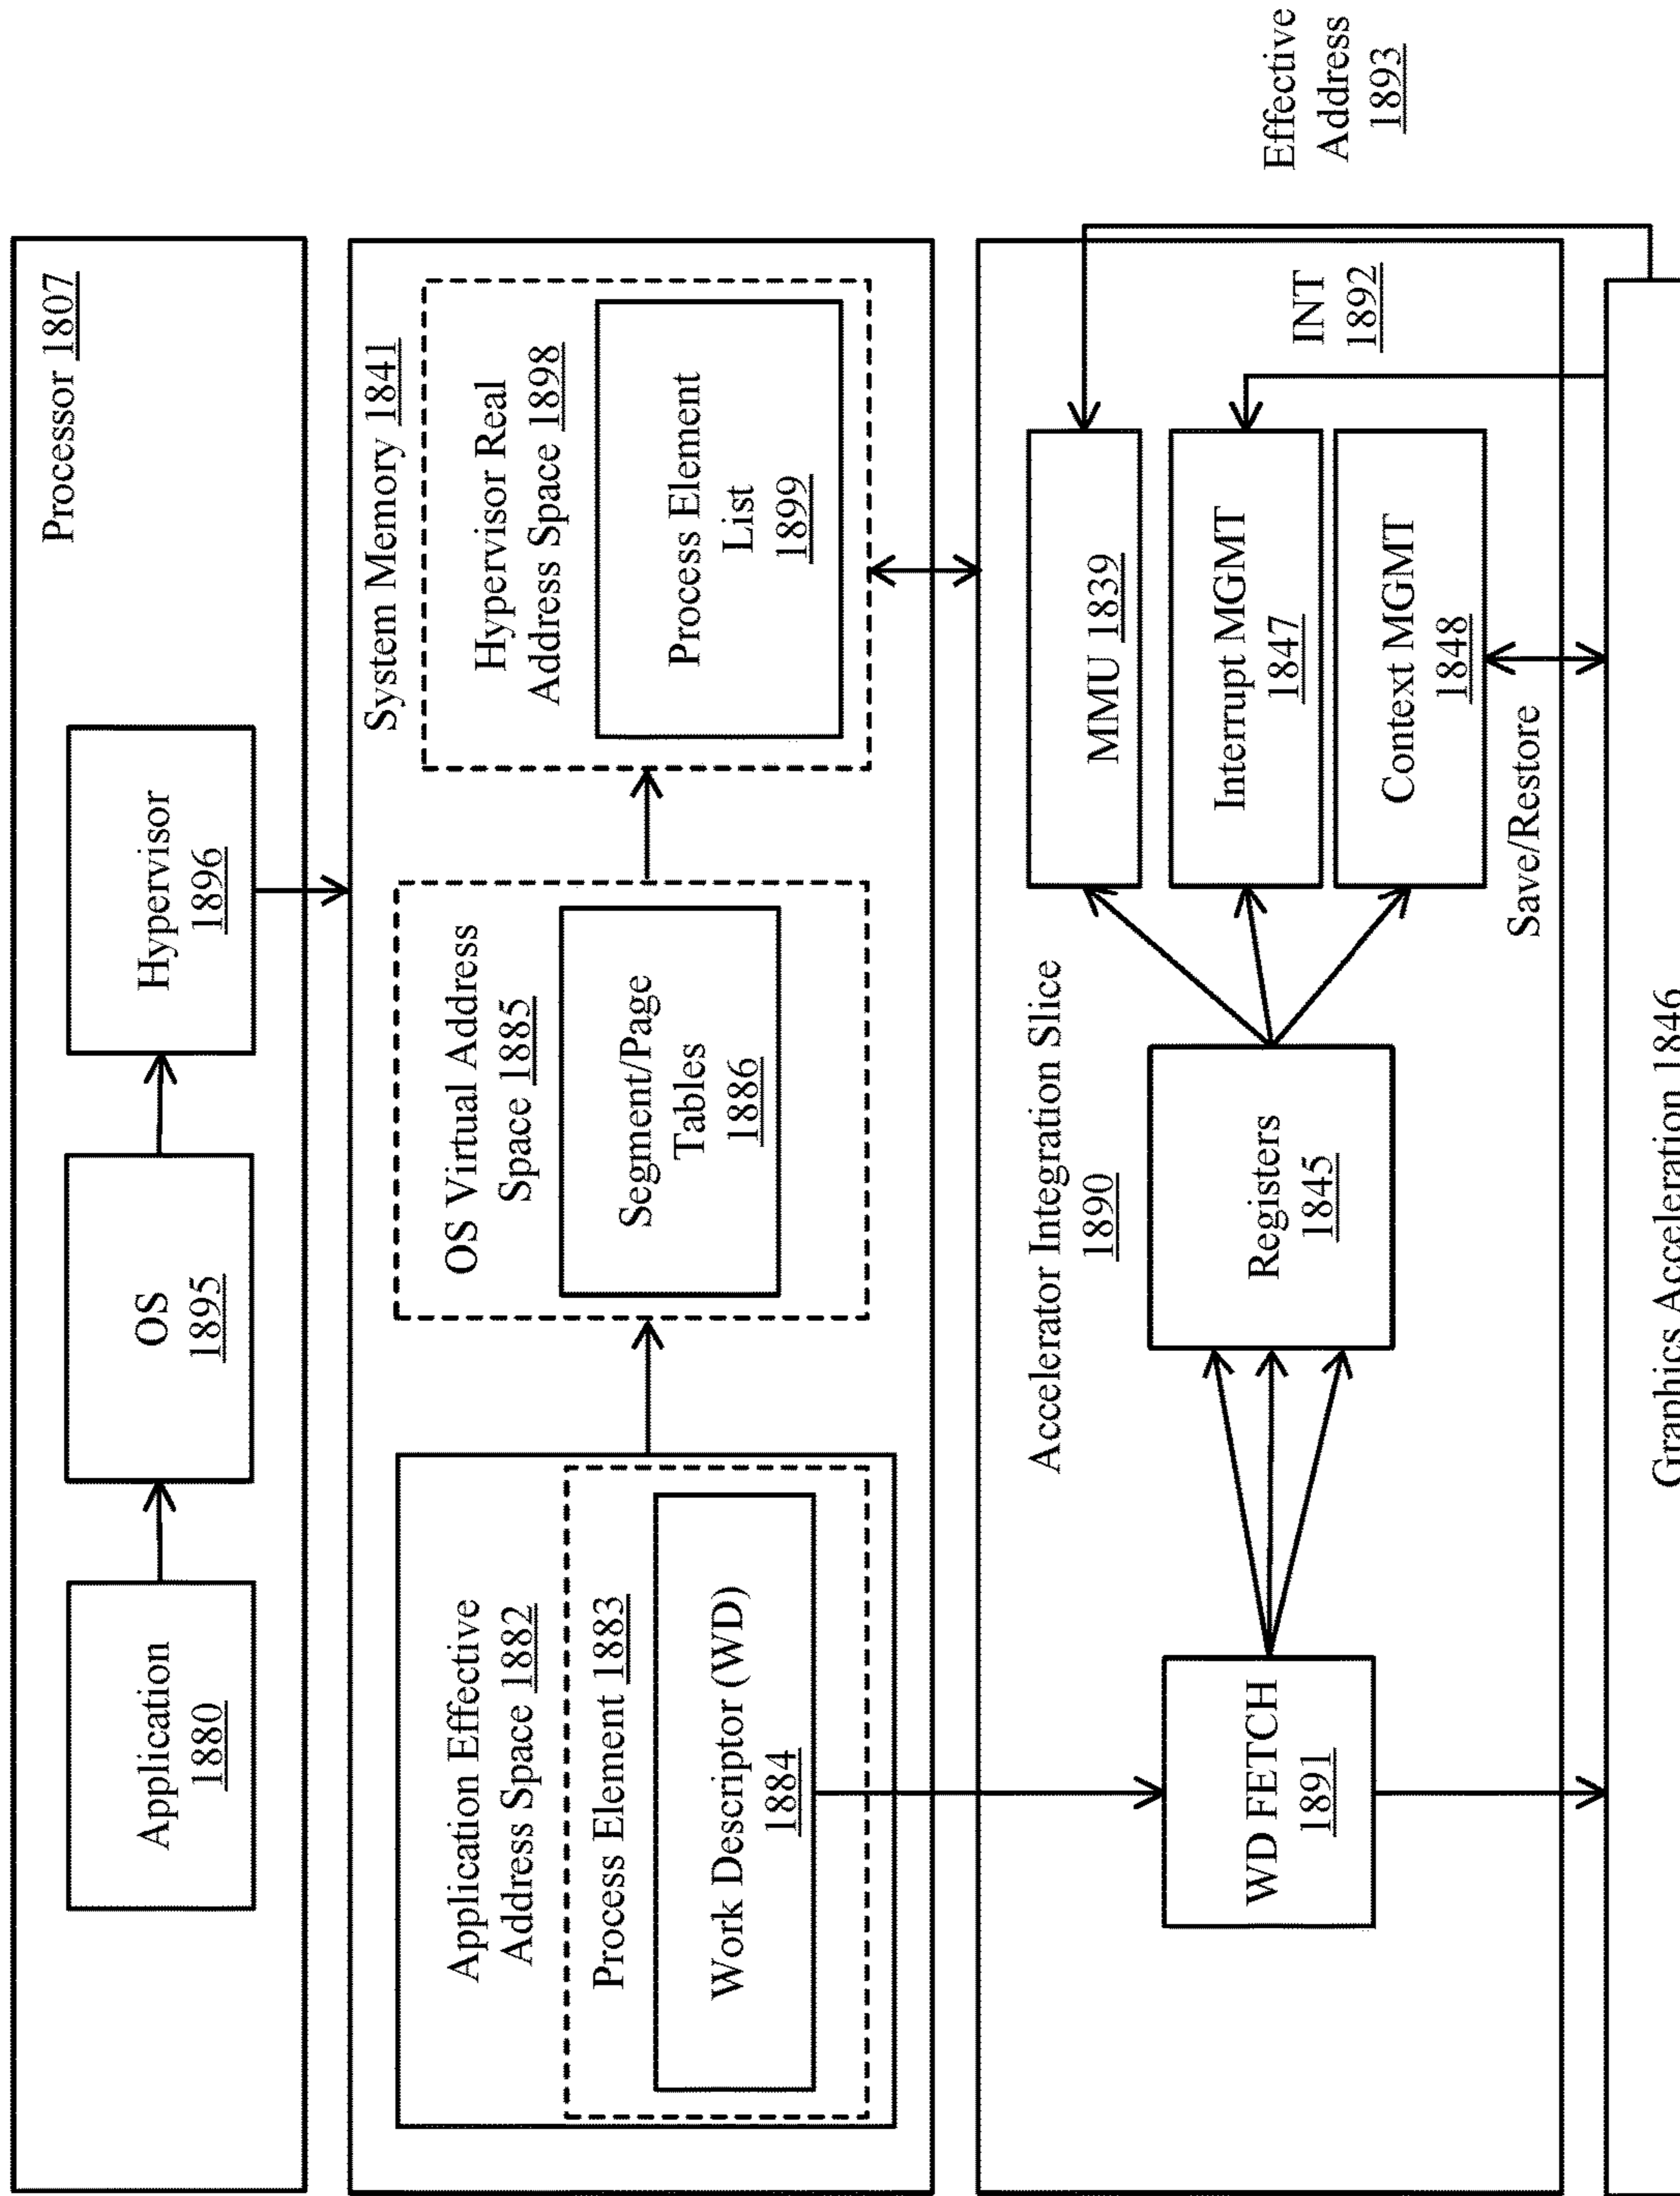 Processor 1807
Application
1880
OS
1895
Hypervisor
1896
System Memory 1841
Application Effective
Address Space 1882
Process Element 1883
Work Descriptor (WD)
1884
OS Virtual Address
Space 1885
Segment/Page
Tables
1886
Hypervisor Real
Address Space 1898
Process Element
List
1899
Accelerator Integration Slice
1890
WD FETCH
1891
Registers
1845
MMU 1839
Interrupt MGMT
1847
Context MGMT
1848
INT
1892
Save/Restore
Effective
Address
1893
Graphics Acceleration 1846